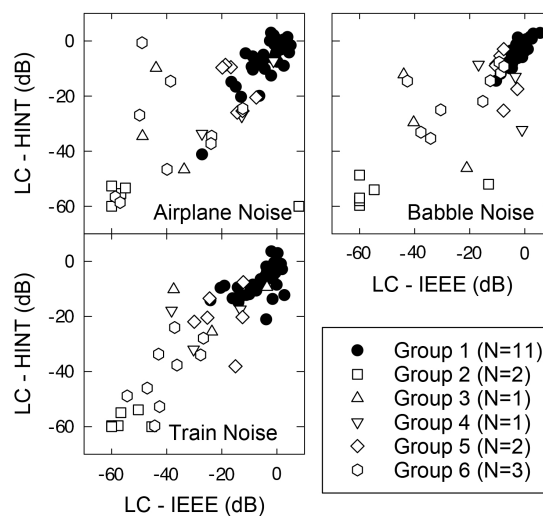 0
-20
-40
-60
LC - HINT (dB)
Airplane Noise
-60 -40 -20 0
LC - IEEE (dB)
Babble Noise
0
-20
-40
-60
LC - HINT (dB)
Train Noise
-60 -40 -20 0
LC - IEEE (dB)
Group 1 (N=11)
Group 2 (N=2)
Group 3 (N=1)
Group 4 (N=1)
Group 5 (N=2)
Group 6 (N=3)